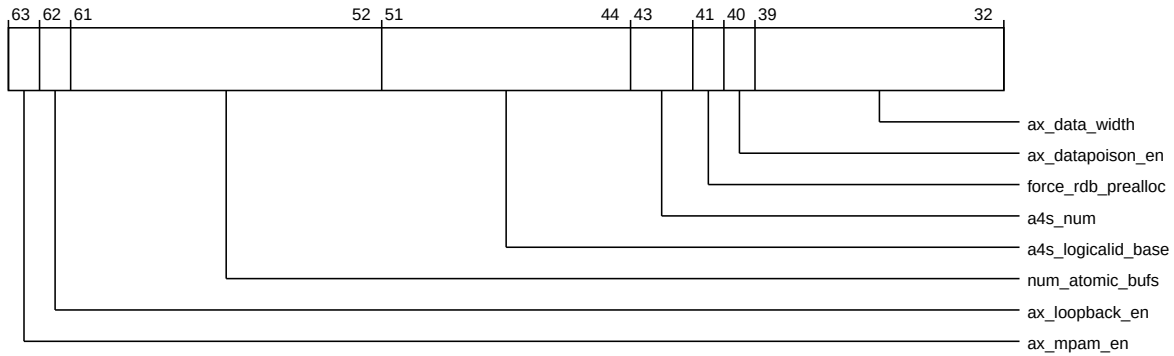 63 62 61 52 51 44 43 41 40 39 32
ax_data_width
ax_datapoison_en
force_rdb_prealloc
a4s_num
a4s_logicalid_base
num_atomic_bufs
ax_loopback_en
ax_mpam_en